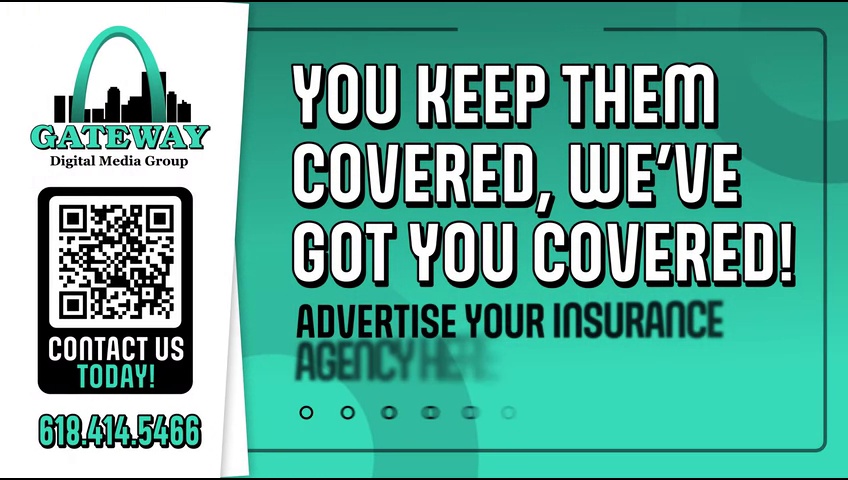 GATEWAY
Digital Media Group
CONTACT US
TODAY!
618.414.5466
YOU KEEP THEM
COVERED, WE'VE
GOT YOU COVERED!
ADVERTISE YOUR INSURANCE
AGENCY HERE